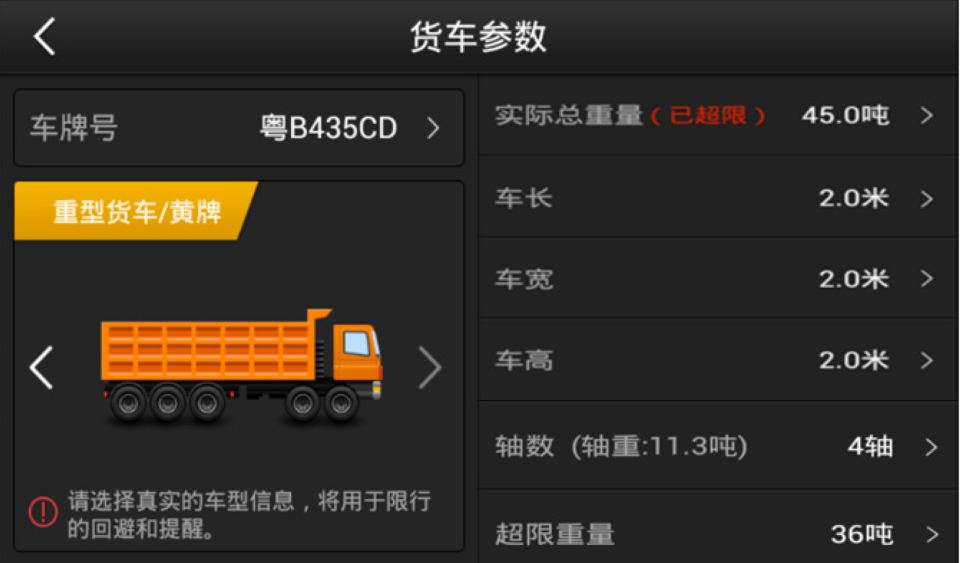 货车参数
车牌号 粤B435CD
重型货车/黄牌
请选择真实的车型信息，将用于限行
的回避和提醒。
实际总重量（已超限） 45.0吨
车长 2.0米
车宽 2.0米
车高 2.0米
轴数 (轴重:11.3吨) 4轴
超限重量 36吨